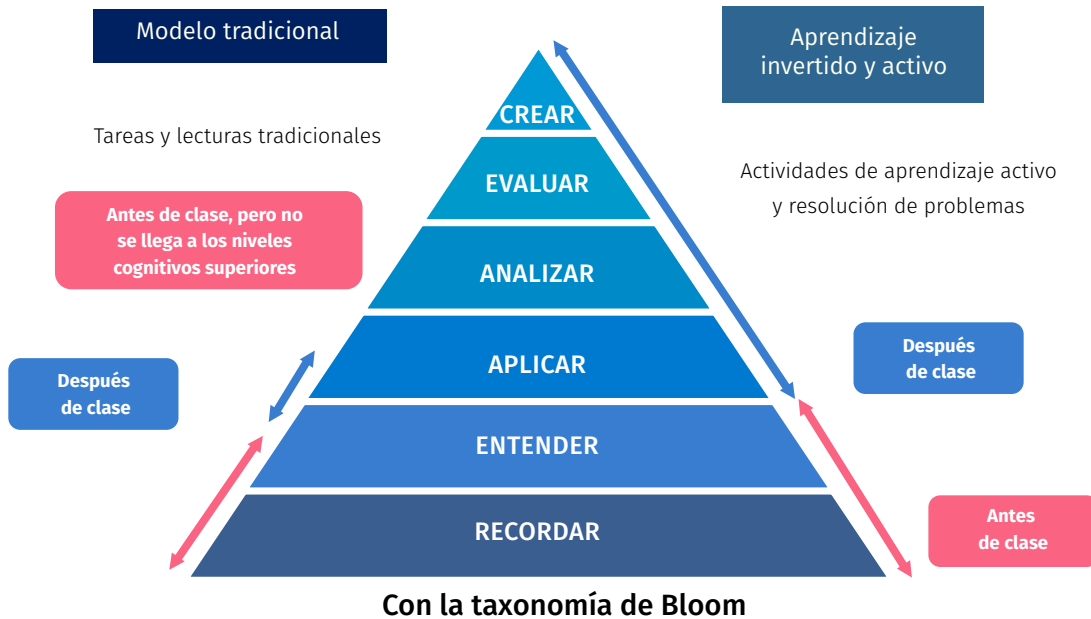 Modelo tradicional
Aprendizaje
invertido y activo
Tareas y lecturas tradicionales
Actividades de aprendizaje activo
y resolución de problemas
Antes de clase, pero no
se llega a los niveles
cognitivos superiores
CREAR
EVALUAR
ANALIZAR
APLICAR
ENTENDER
RECORDAR
Después
de clase
Después
de clase
Antes
de clase
Con la taxonomía de Bloom